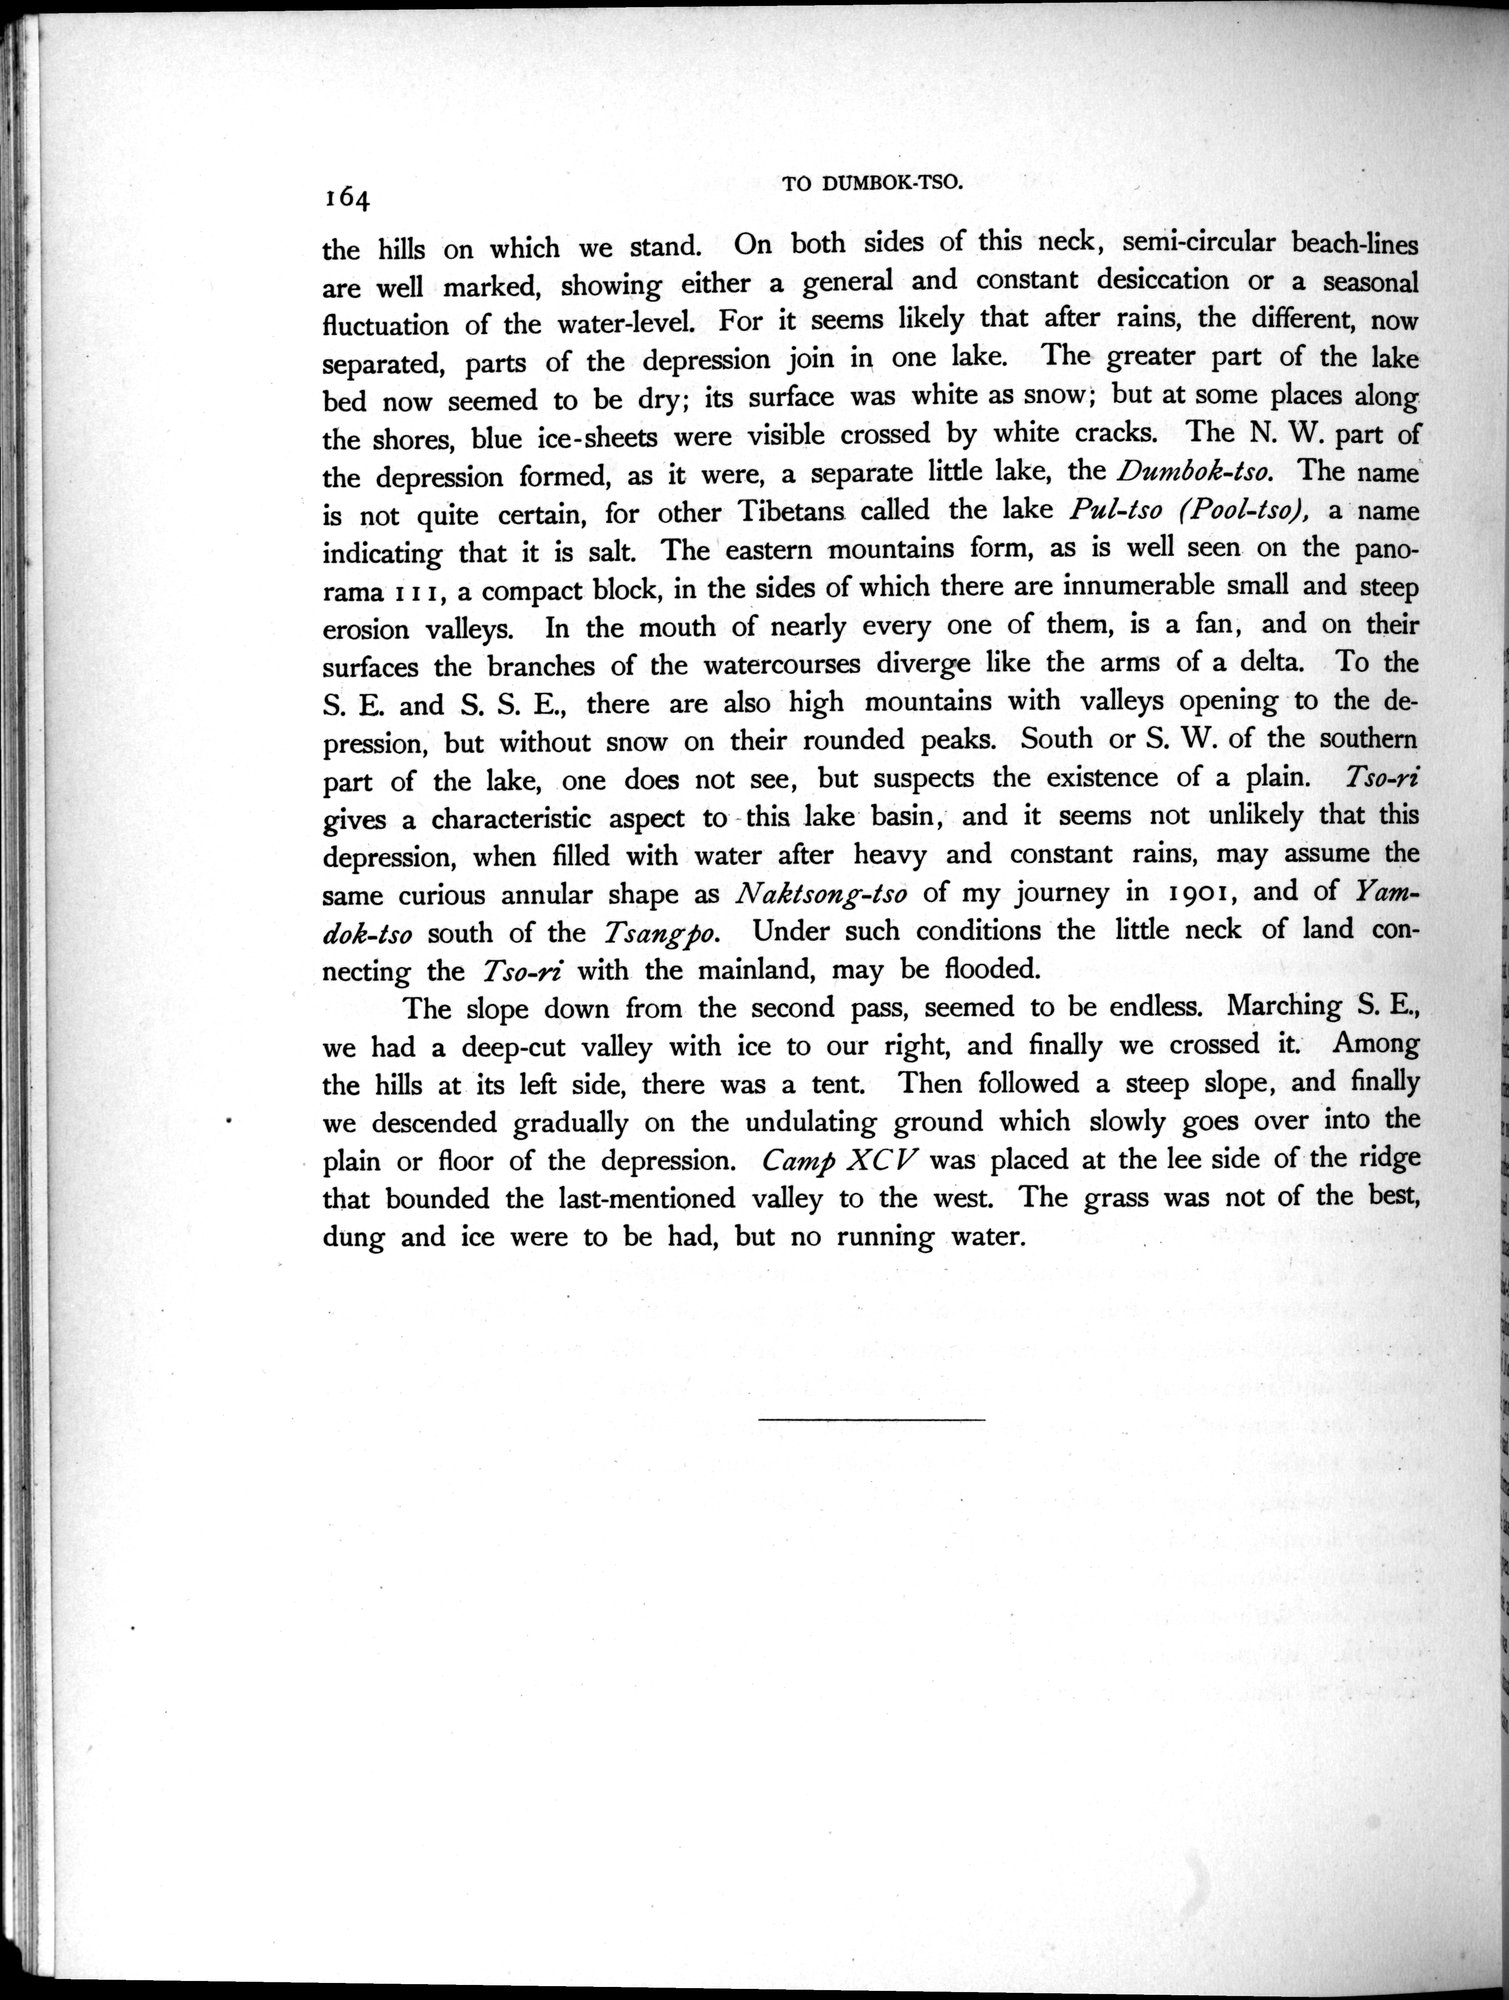 164
TO DUMBOK-TSO.
the hills on which we stand. On both sides of this neck, semi-circular beach-lines
are well marked, showing either a general and constant desiccation or a seasonal
fluctuation of the water-level. For it seems likely that after rains, the different, now
separated, parts of the depression join in one lake. The greater part of the lake
bed now seemed to be dry; its surface was white as snow; but at some places along
the shores, blue ice-sheets were visible crossed by white cracks. The N. W. part of
the depression formed, as it were, a separate little lake, the Dumbok-tso. The name
is not quite certain, for other Tibetans called the lake Pul-tso (Pool-tso), a name
indicating that it is salt. The eastern mountains form, as is well seen on the pano-
rama 111, a compact block, in the sides of which there are innumerable small and steep
erosion valleys. In the mouth of nearly every one of them, is a fan, and on their
surfaces the branches of the watercourses diverge like the arms of a delta. To the
S. E. and S. S. E., there are also high mountains with valleys opening to the de-
pression, but without snow on their rounded peaks. South or S. W. of the southern
part of the lake, one does not see, but suspects the existence of a plain. Tso-ri
gives a characteristic aspect to this lake basin, and it seems not unlikely that this
depression, when filled with water after heavy and constant rains, may assume the
same curious annular shape as Naktsong-tso of my journey in 1901, and of Yam-
dok-tso south of the Tsangpo. Under such conditions the little neck of land con-
necting the Tso-ri with the mainland, may be flooded.
The slope down from the second pass, seemed to be endless. Marching S. E.,
we had a deep-cut valley with ice to our right, and finally we crossed it. Among
the hills at its left side, there was a tent. Then followed a steep slope, and finally
we descended gradually on the undulating ground which slowly goes over into the
plain or floor of the depression. Camp XCV was placed at the lee side of the ridge
that bounded the last-mentioned valley to the west. The grass was not of the best,
dung and ice were to be had, but no running water.